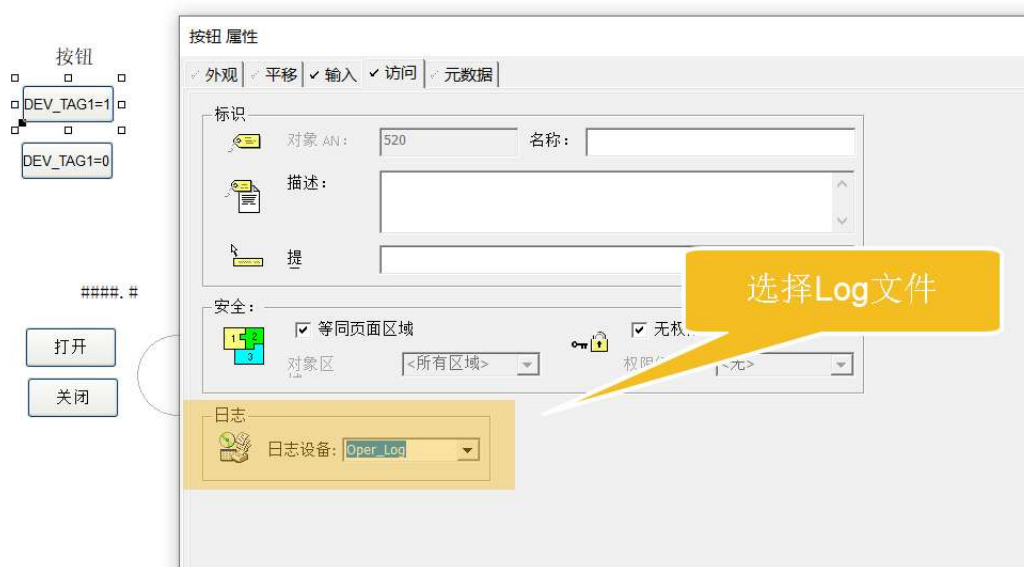 按钮 属性
按钮
外观 平移 输入 访问 元数据
DEV_TAG1=1
DEV_TAG1=0
标识
对象 AN: 520 名称:
描述:
提
选择Log文件
####.#
安全:
等同页面区域
对象区 <所有区域>
1 2 3
打开
关闭
日志
日志设备: Oper_Log